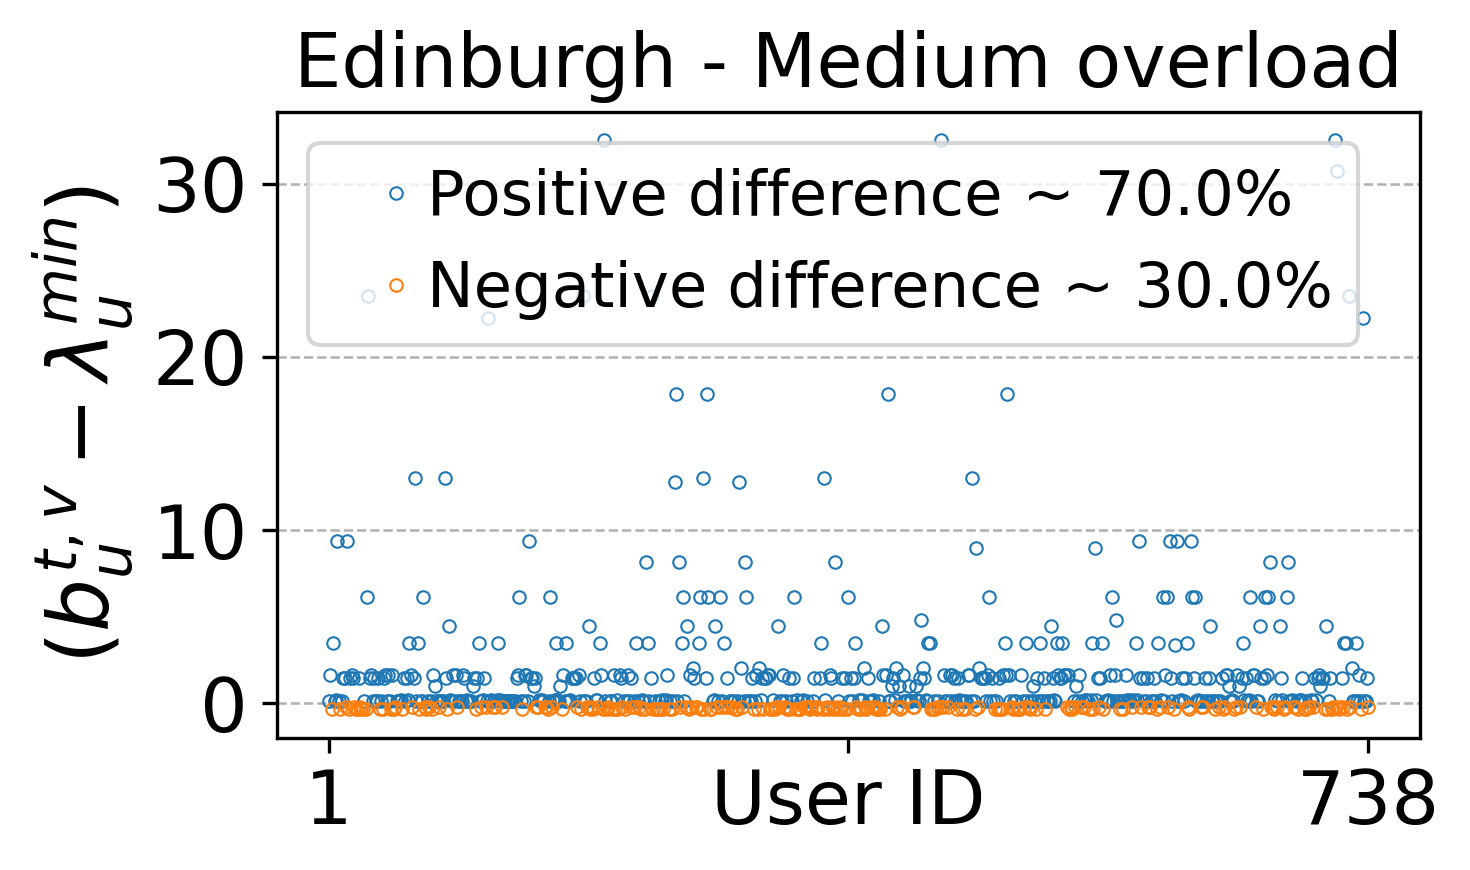 Edinburgh - Medium overload
(b_u^{t, v} − λ_u^{min})
30
20
10
0
Positive difference ~ 70.0%
Negative difference ~ 30.0%
1
User ID
738